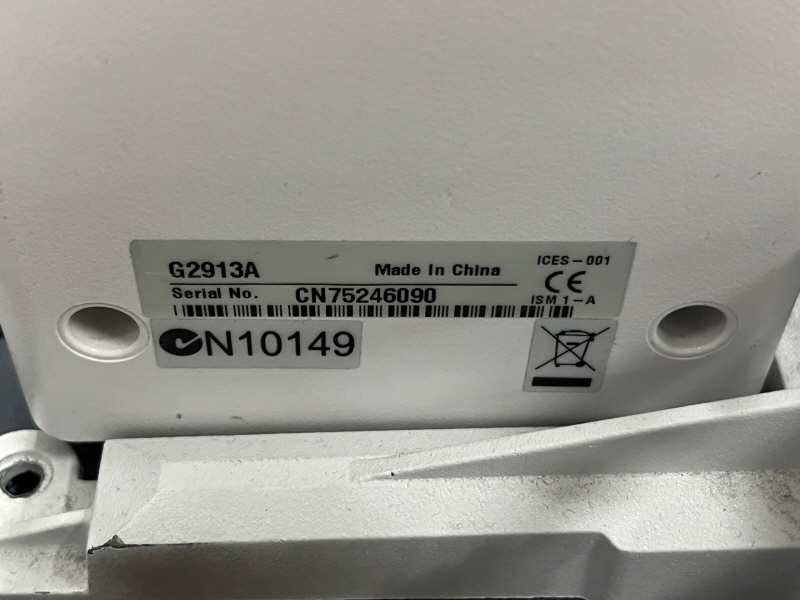 G2913A Made In China ICES-001
CE
Serial No. CN75246090 ISM 1-A
N10149